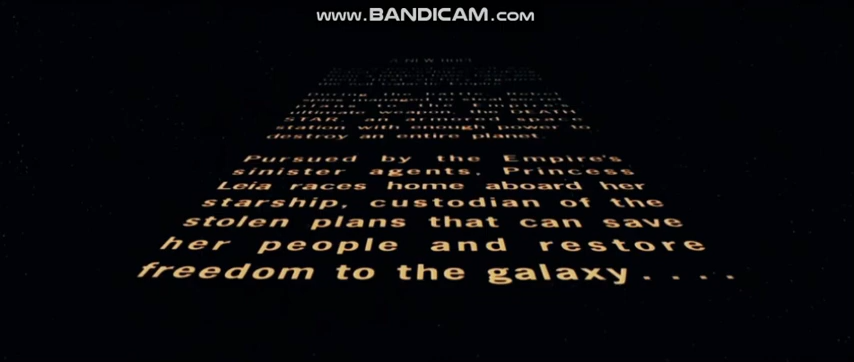 www.BANDICAM.com
A NEW HOPE
During the battle, Rebel
spies managed to steal secret
plans to the Empire's
ultimate weapon, the DEATH
STAR, an armored space
station with enough power to
destroy an entire planet.
Pursued by the Empire's
sinister agents, Princess
Leia races home aboard her
starship, custodian of the
stolen plans that can save
her people and restore
freedom to the galaxy....